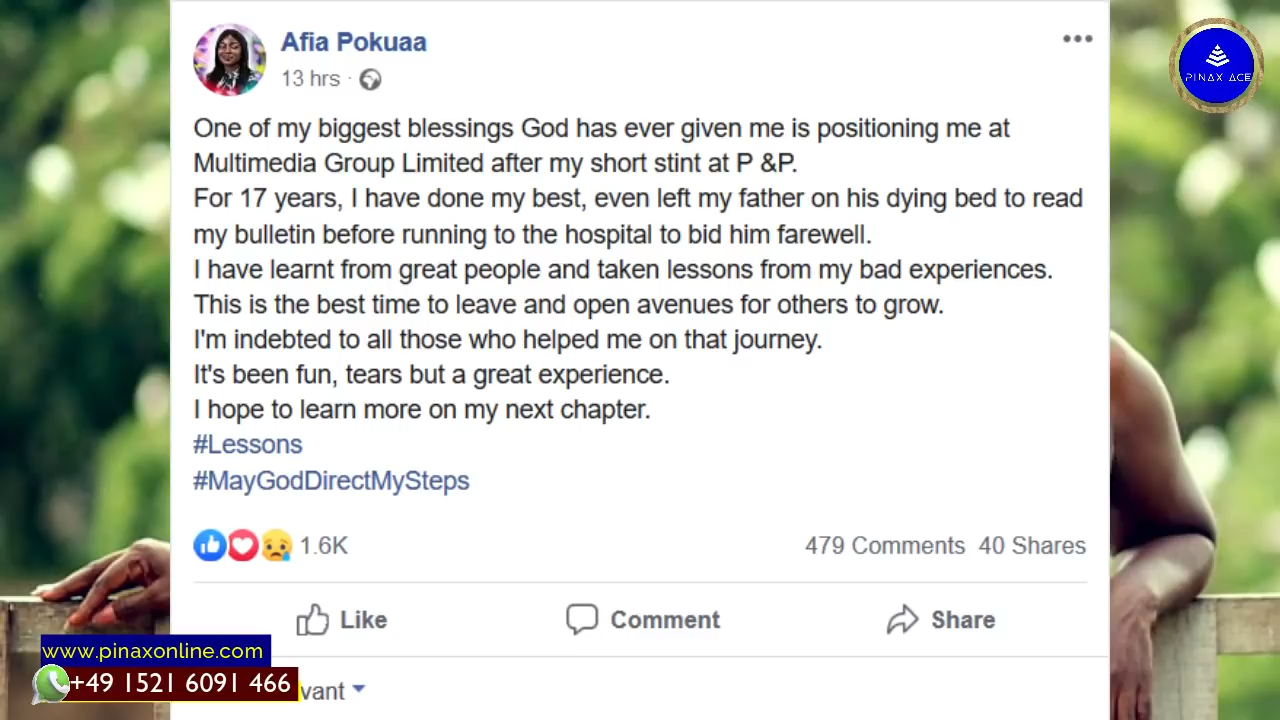 Afia Pokuaa
13 hrs ·
PINAX ACE
One of my biggest blessings God has ever given me is positioning me at
Multimedia Group Limited after my short stint at P &P.
For 17 years, I have done my best, even left my father on his dying bed to read
my bulletin before running to the hospital to bid him farewell.
I have learnt from great people and taken lessons from my bad experiences.
This is the best time to leave and open avenues for others to grow.
I'm indebted to all those who helped me on that journey.
It's been fun, tears but a great experience.
I hope to learn more on my next chapter.
#Lessons
#MayGodDirectMySteps
1.6K 479 Comments 40 Shares
Like Comment Share
www.pinaxonline.com
+49 1521 6091 466
vant